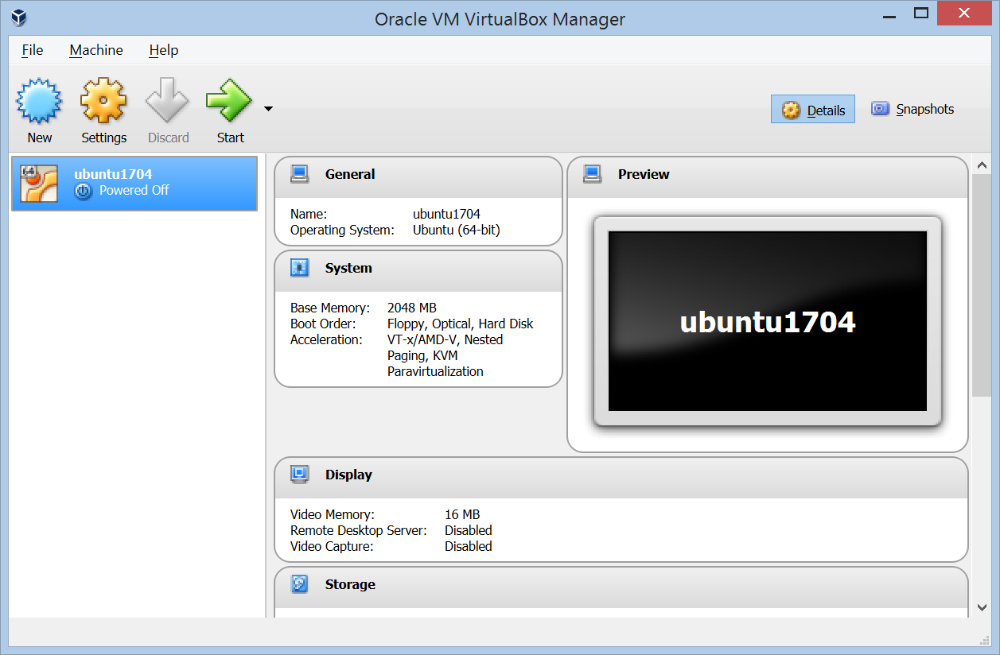 Oracle VM VirtualBox Manager
File Machine Help
New Settings Discard Start
Details Snapshots
64
ubuntu1704
Powered Off
General
Name: ubuntu1704
Operating System: Ubuntu (64-bit)
System
Base Memory: 2048 MB
Boot Order: Floppy, Optical, Hard Disk
Acceleration: VT-x/AMD-V, Nested
Paging, KVM
Paravirtualization
Preview
ubuntu1704
Display
Video Memory: 16 MB
Remote Desktop Server: Disabled
Video Capture: Disabled
Storage